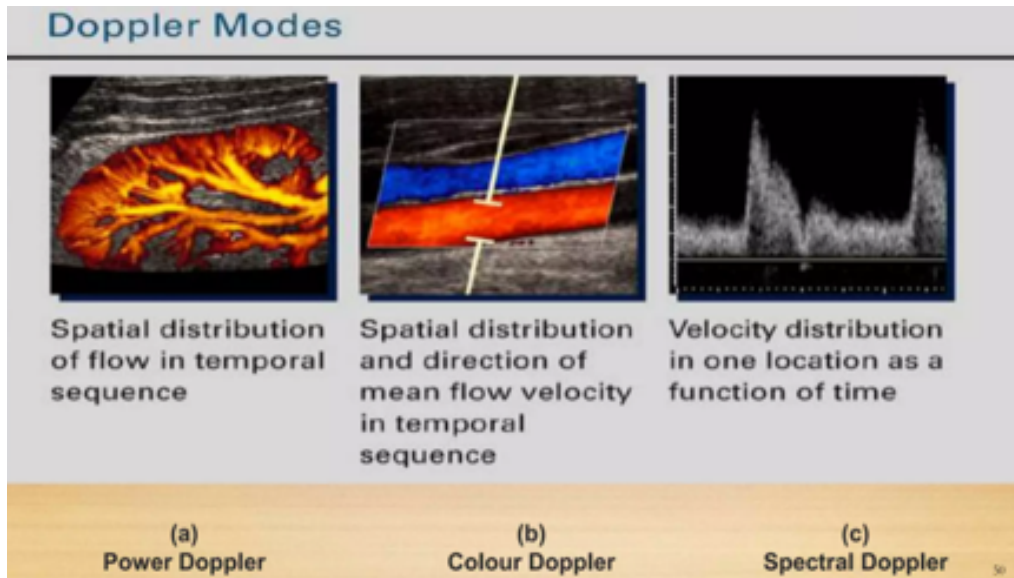 Doppler Modes
Spatial distribution
of flow in temporal
sequence
Spatial distribution
and direction of
mean flow velocity
in temporal
sequence
Velocity distribution
in one location as a
function of time
(a)
Power Doppler
(b)
Colour Doppler
(c)
Spectral Doppler
50